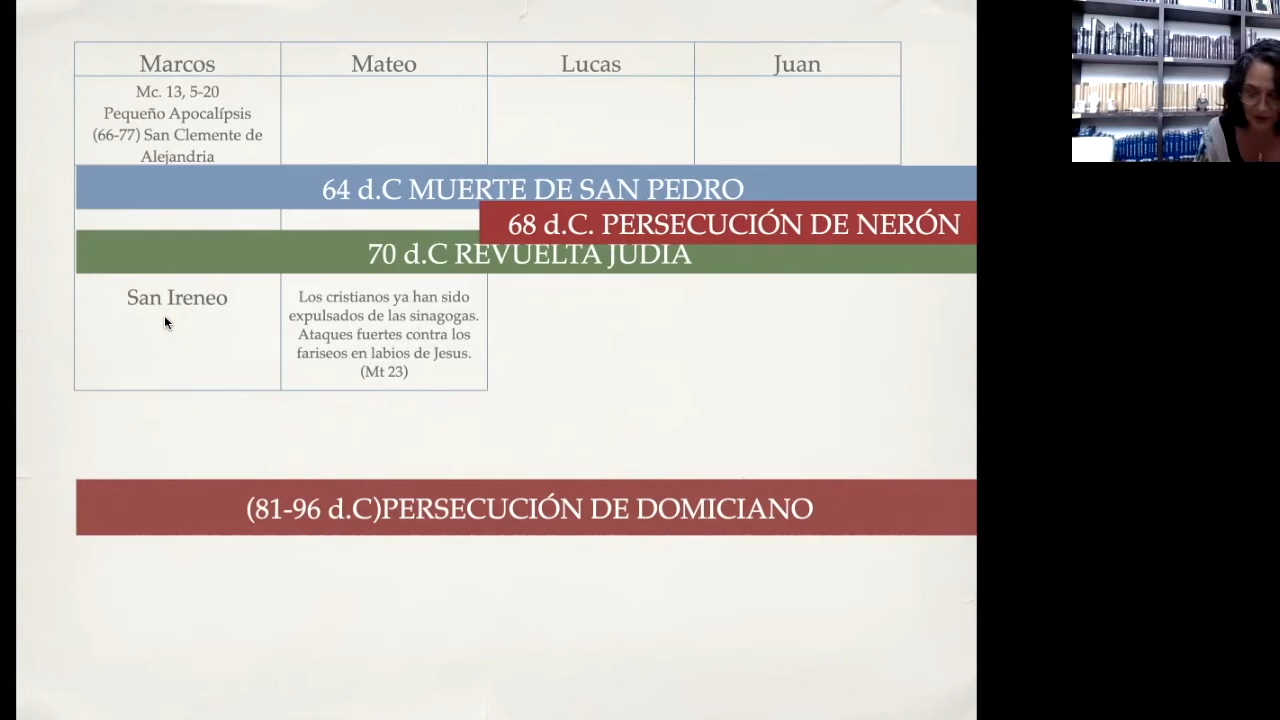 Marcos
Mateo
Lucas
Juan
Mc. 13, 5-20
Pequeño Apocalípsis
(66-77) San Clemente de
Alejandria
64 d.C MUERTE DE SAN PEDRO
68 d.C. PERSECUCIÓN DE NERÓN
70 d.C REVUELTA JUDIA
San Ireneo
Los cristianos ya han sido
expulsados de las sinagogas.
Ataques fuertes contra los
fariseos en labios de Jesus.
(Mt 23)
(81-96 d.C)PERSECUCIÓN DE DOMICIANO